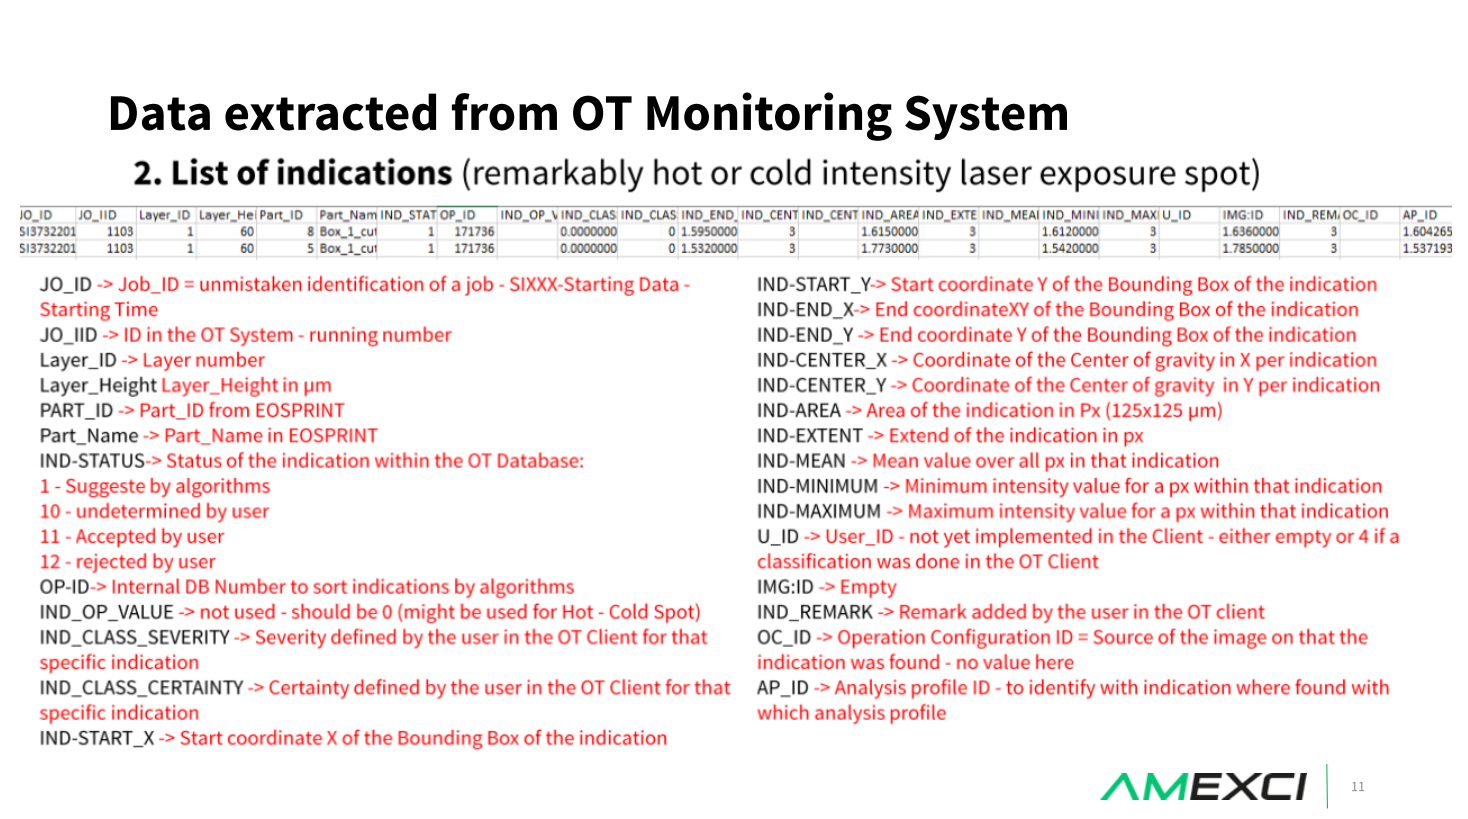 Data extracted from OT Monitoring System
2. List of indications (remarkably hot or cold intensity laser exposure spot)
JO_ID JO_IID Layer_ID Layer_He Part_ID Part_Nam IND_STAT OP_ID IND_OP_V IND_CLAS IND_CLAS IND_END_ IND_CENT IND_CENT IND_AREA IND_EXTE IND_MEAI IND_MINI IND_MAXI U_ID IMG:ID IND_REM OC_ID AP_ID
SI3732201 1103 1 60 8 Box_1_cut 1 171736 0.0000000 0 1.5950000 3 1.6150000 3 1.6120000 3 1.6360000 3 1.604265
SI3732201 1103 1 60 5 Box_1_cut 1 171736 0.0000000 0 1.5320000 3 1.7730000 3 1.5420000 3 1.7850000 3 1.537193
JO_ID -> Job_ID = unmistaken identification of a job - SIXXX-Starting Data -
Starting Time
JO_IID -> ID in the OT System - running number
Layer_ID -> Layer number
Layer_Height Layer_Height in µm
PART_ID -> Part_ID from EOSPRINT
Part_Name -> Part_Name in EOSPRINT
IND-STATUS-> Status of the indication within the OT Database:
1 - Suggeste by algorithms
10 - undetermined by user
11 - Accepted by user
12 - rejected by user
OP-ID-> Internal DB Number to sort indications by algorithms
IND_OP_VALUE -> not used - should be 0 (might be used for Hot - Cold Spot)
IND_CLASS_SEVERITY -> Severity defined by the user in the OT Client for that
specific indication
IND_CLASS_CERTAINTY -> Certainty defined by the user in the OT Client for that
specific indication
IND-START_X -> Start coordinate X of the Bounding Box of the indication
IND-START_Y-> Start coordinate Y of the Bounding Box of the indication
IND-END_X-> End coordinateXY of the Bounding Box of the indication
IND-END_Y -> End coordinate Y of the Bounding Box of the indication
IND-CENTER_X -> Coordinate of the Center of gravity in X per indication
IND-CENTER_Y -> Coordinate of the Center of gravity in Y per indication
IND-AREA -> Area of the indication in Px (125x125 µm)
IND-EXTENT -> Extend of the indication in px
IND-MEAN -> Mean value over all px in that indication
IND-MINIMUM -> Minimum intensity value for a px within that indication
IND-MAXIMUM -> Maximum intensity value for a px within that indication
U_ID -> User_ID - not yet implemented in the Client - either empty or 4 if a
classification was done in the OT Client
IMG:ID -> Empty
IND_REMARK -> Remark added by the user in the OT client
OC_ID -> Operation Configuration ID = Source of the image on that the
indication was found - no value here
AP_ID -> Analysis profile ID - to identify with indication where found with
which analysis profile
AMEXCI
11